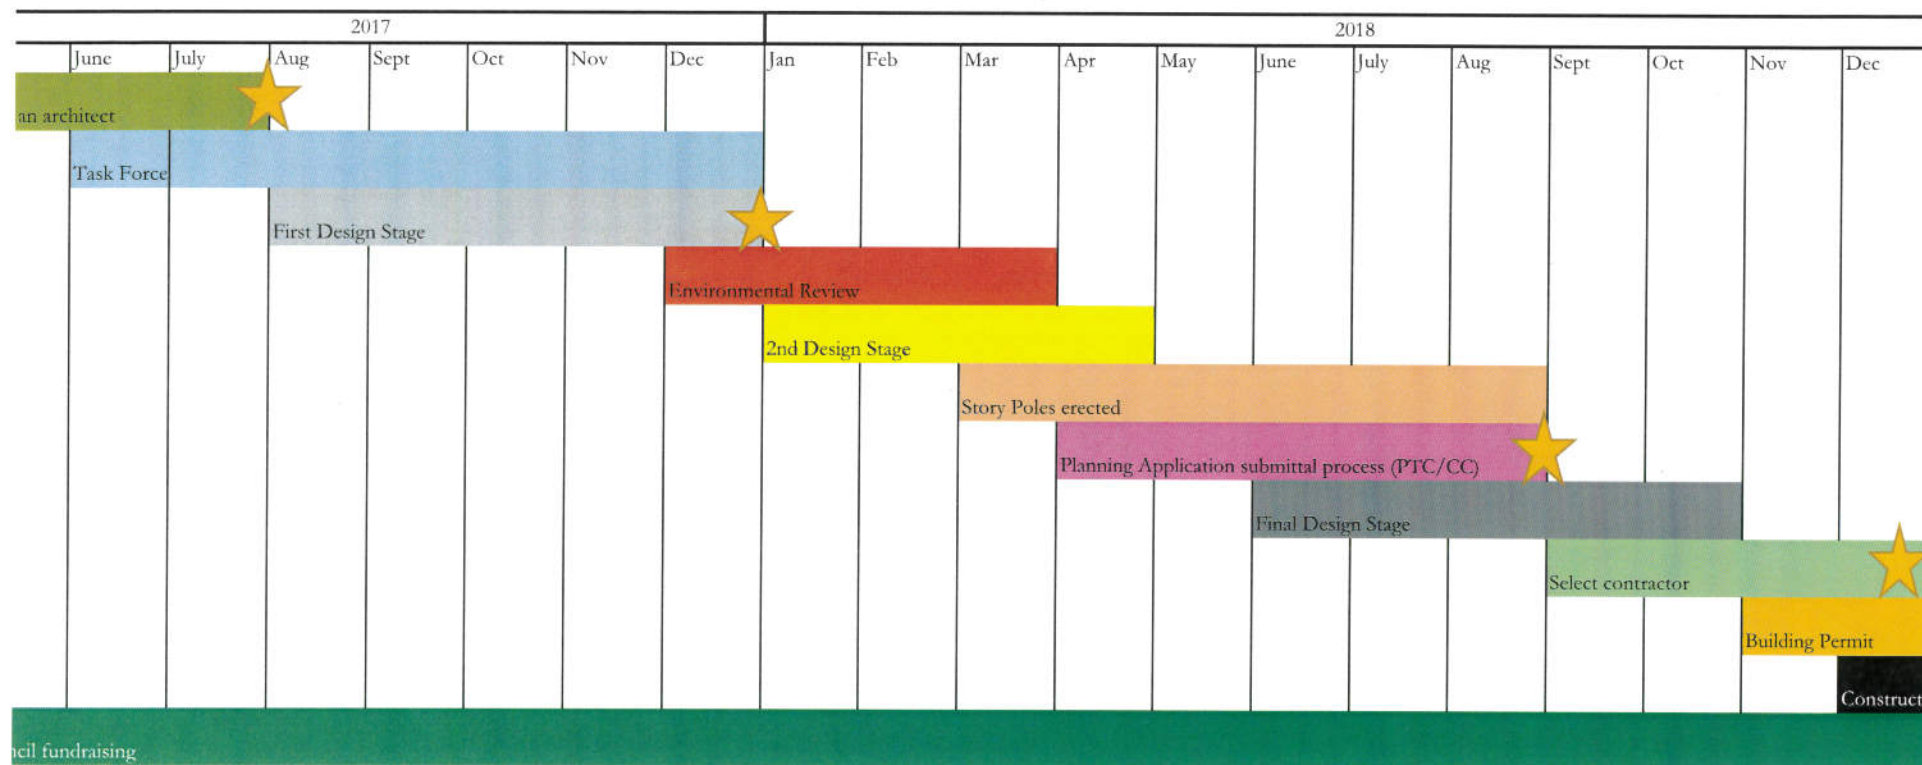 2017
2018
June July Aug Sept Oct Nov Dec Jan Feb Mar Apr May June July Aug Sept Oct Nov Dec
an architect
Task Force
First Design Stage
Environmental Review
2nd Design Stage
Story Poles erected
Planning Application submittal process (PTC/CC)
Final Design Stage
Select contractor
Building Permit
Construct
ncil fundraising